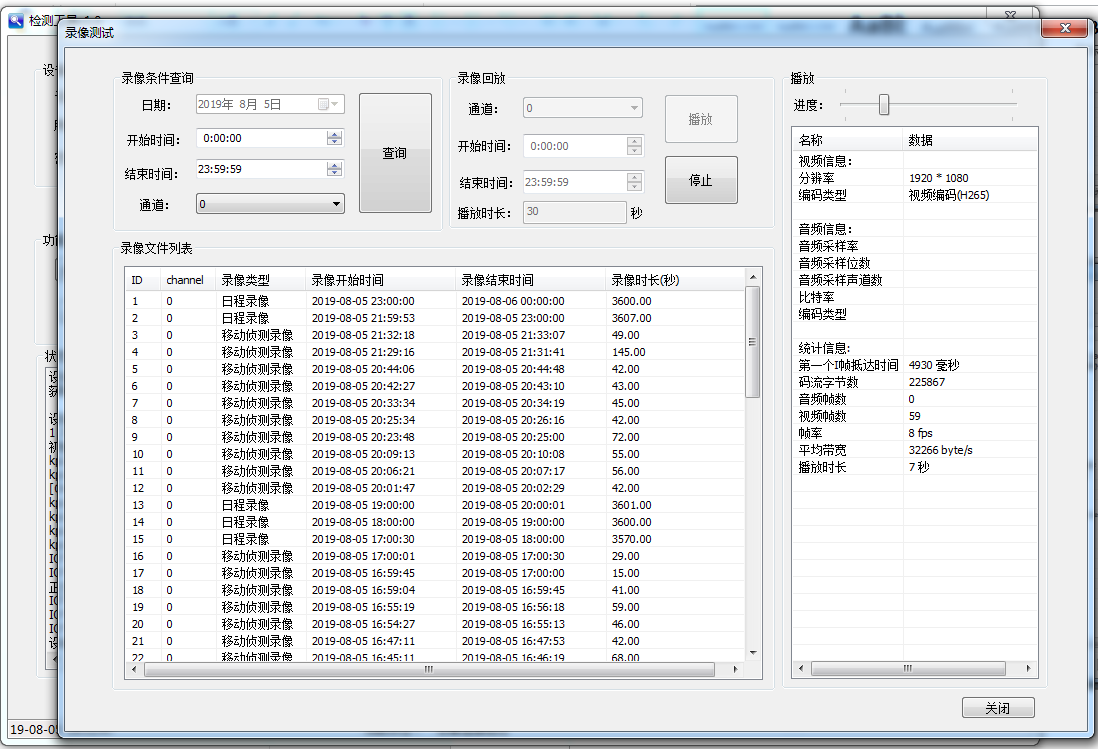 检测
录像测试
录像条件查询
日期: 2019年 8月 5日
开始时间: 0:00:00
结束时间: 23:59:59
通道: 0
查询
录像回放
通道: 0
开始时间: 0:00:00
结束时间: 23:59:59
播放时长: 30 秒
播放
停止
录像文件列表
ID channel 录像类型 录像开始时间 录像结束时间 录像时长(秒)
1 0 日程录像 2019-08-05 23:00:00 2019-08-06 00:00:00 3600.00
2 0 日程录像 2019-08-05 21:59:53 2019-08-05 23:00:00 3607.00
3 0 移动侦测录像 2019-08-05 21:32:18 2019-08-05 21:33:07 49.00
4 0 移动侦测录像 2019-08-05 21:29:16 2019-08-05 21:31:41 145.00
5 0 移动侦测录像 2019-08-05 20:44:06 2019-08-05 20:44:48 42.00
6 0 移动侦测录像 2019-08-05 20:42:27 2019-08-05 20:43:10 43.00
7 0 移动侦测录像 2019-08-05 20:33:34 2019-08-05 20:34:19 45.00
8 0 移动侦测录像 2019-08-05 20:25:34 2019-08-05 20:26:16 42.00
9 0 移动侦测录像 2019-08-05 20:23:48 2019-08-05 20:25:00 72.00
10 0 移动侦测录像 2019-08-05 20:09:13 2019-08-05 20:10:08 55.00
11 0 移动侦测录像 2019-08-05 20:06:21 2019-08-05 20:07:17 56.00
12 0 移动侦测录像 2019-08-05 20:01:47 2019-08-05 20:02:29 42.00
13 0 日程录像 2019-08-05 19:00:00 2019-08-05 20:00:01 3601.00
14 0 日程录像 2019-08-05 18:00:00 2019-08-05 19:00:00 3600.00
15 0 日程录像 2019-08-05 17:00:30 2019-08-05 18:00:00 3570.00
16 0 移动侦测录像 2019-08-05 17:00:01 2019-08-05 17:00:30 29.00
17 0 移动侦测录像 2019-08-05 16:59:45 2019-08-05 17:00:00 15.00
18 0 移动侦测录像 2019-08-05 16:59:04 2019-08-05 16:59:45 41.00
19 0 移动侦测录像 2019-08-05 16:55:19 2019-08-05 16:56:18 59.00
20 0 移动侦测录像 2019-08-05 16:54:27 2019-08-05 16:55:13 46.00
21 0 移动侦测录像 2019-08-05 16:47:11 2019-08-05 16:47:53 42.00
22 0 移动侦测录像 2019-08-05 16:45:11 2019-08-05 16:46:19 68.00
播放
进度:
名称 数据
视频信息:
分辨率 1920 * 1080
编码类型 视频编码(H265)
音频信息:
音频采样率
音频采样位数
音频采样声道数
比特率
编码类型
统计信息:
第一个I帧抵达时间 4930 毫秒
码流字节数 225867
音频帧数 0
视频帧数 59
帧率 8 fps
平均带宽 32266 byte/s
播放时长 7 秒
关闭
19-08-0